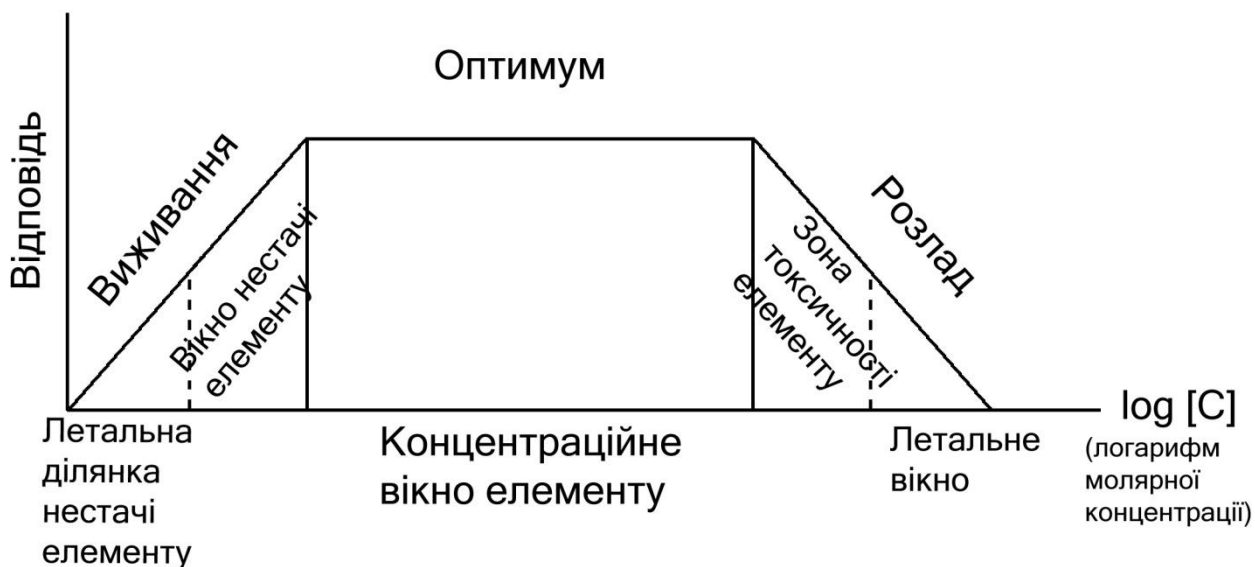 Оптимум
Відповідь
Виживання
Вікно нестачі
елементу
Зона
токсичності
елементу
Розлад
log [C]
(логарифм
молярної
концентрації)
Летальна
ділянка
нестачі
елементу
Концентраційне
вікно елементу
Летальне
вікно